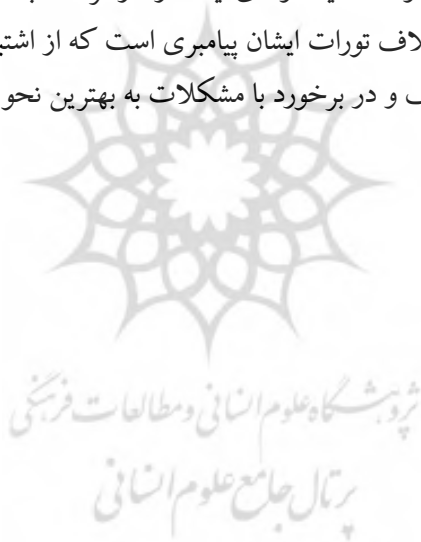 لاف تورات ایشان پیامبری است که از
و در برخورد با مشکلات به بهترین نحو
پژوهشگاه علوم انسانی و مطالعات فرهنگی
پرتال جامع علوم انسانی